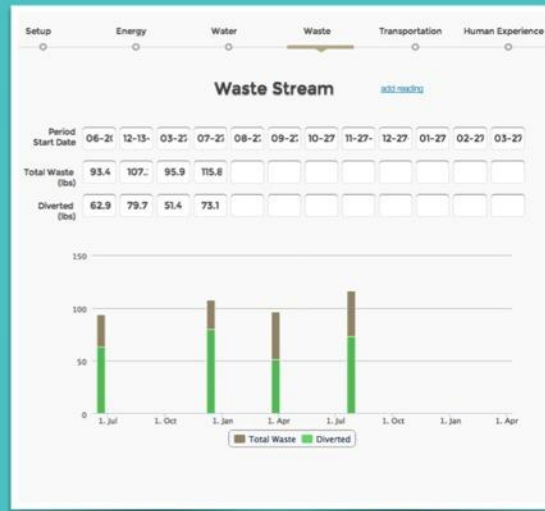 Setup Energy Water Waste Transportation Human Experience
Waste Stream add reading
Period Start Date 06-2 12-13- 03-2 07-2 08-2 09-2 10-27 11-27- 12-27 01-27 02-27 03-27
Total Waste (lbs) 93.4 107. 95.9 115.8
Diverted (lbs) 62.9 79.7 51.4 73.1
150
100
50
0
1. Jul 1. Oct 1. Jan 1. Apr 1. Jul 1. Oct 1. Jan 1. Apr
Total Waste Diverted